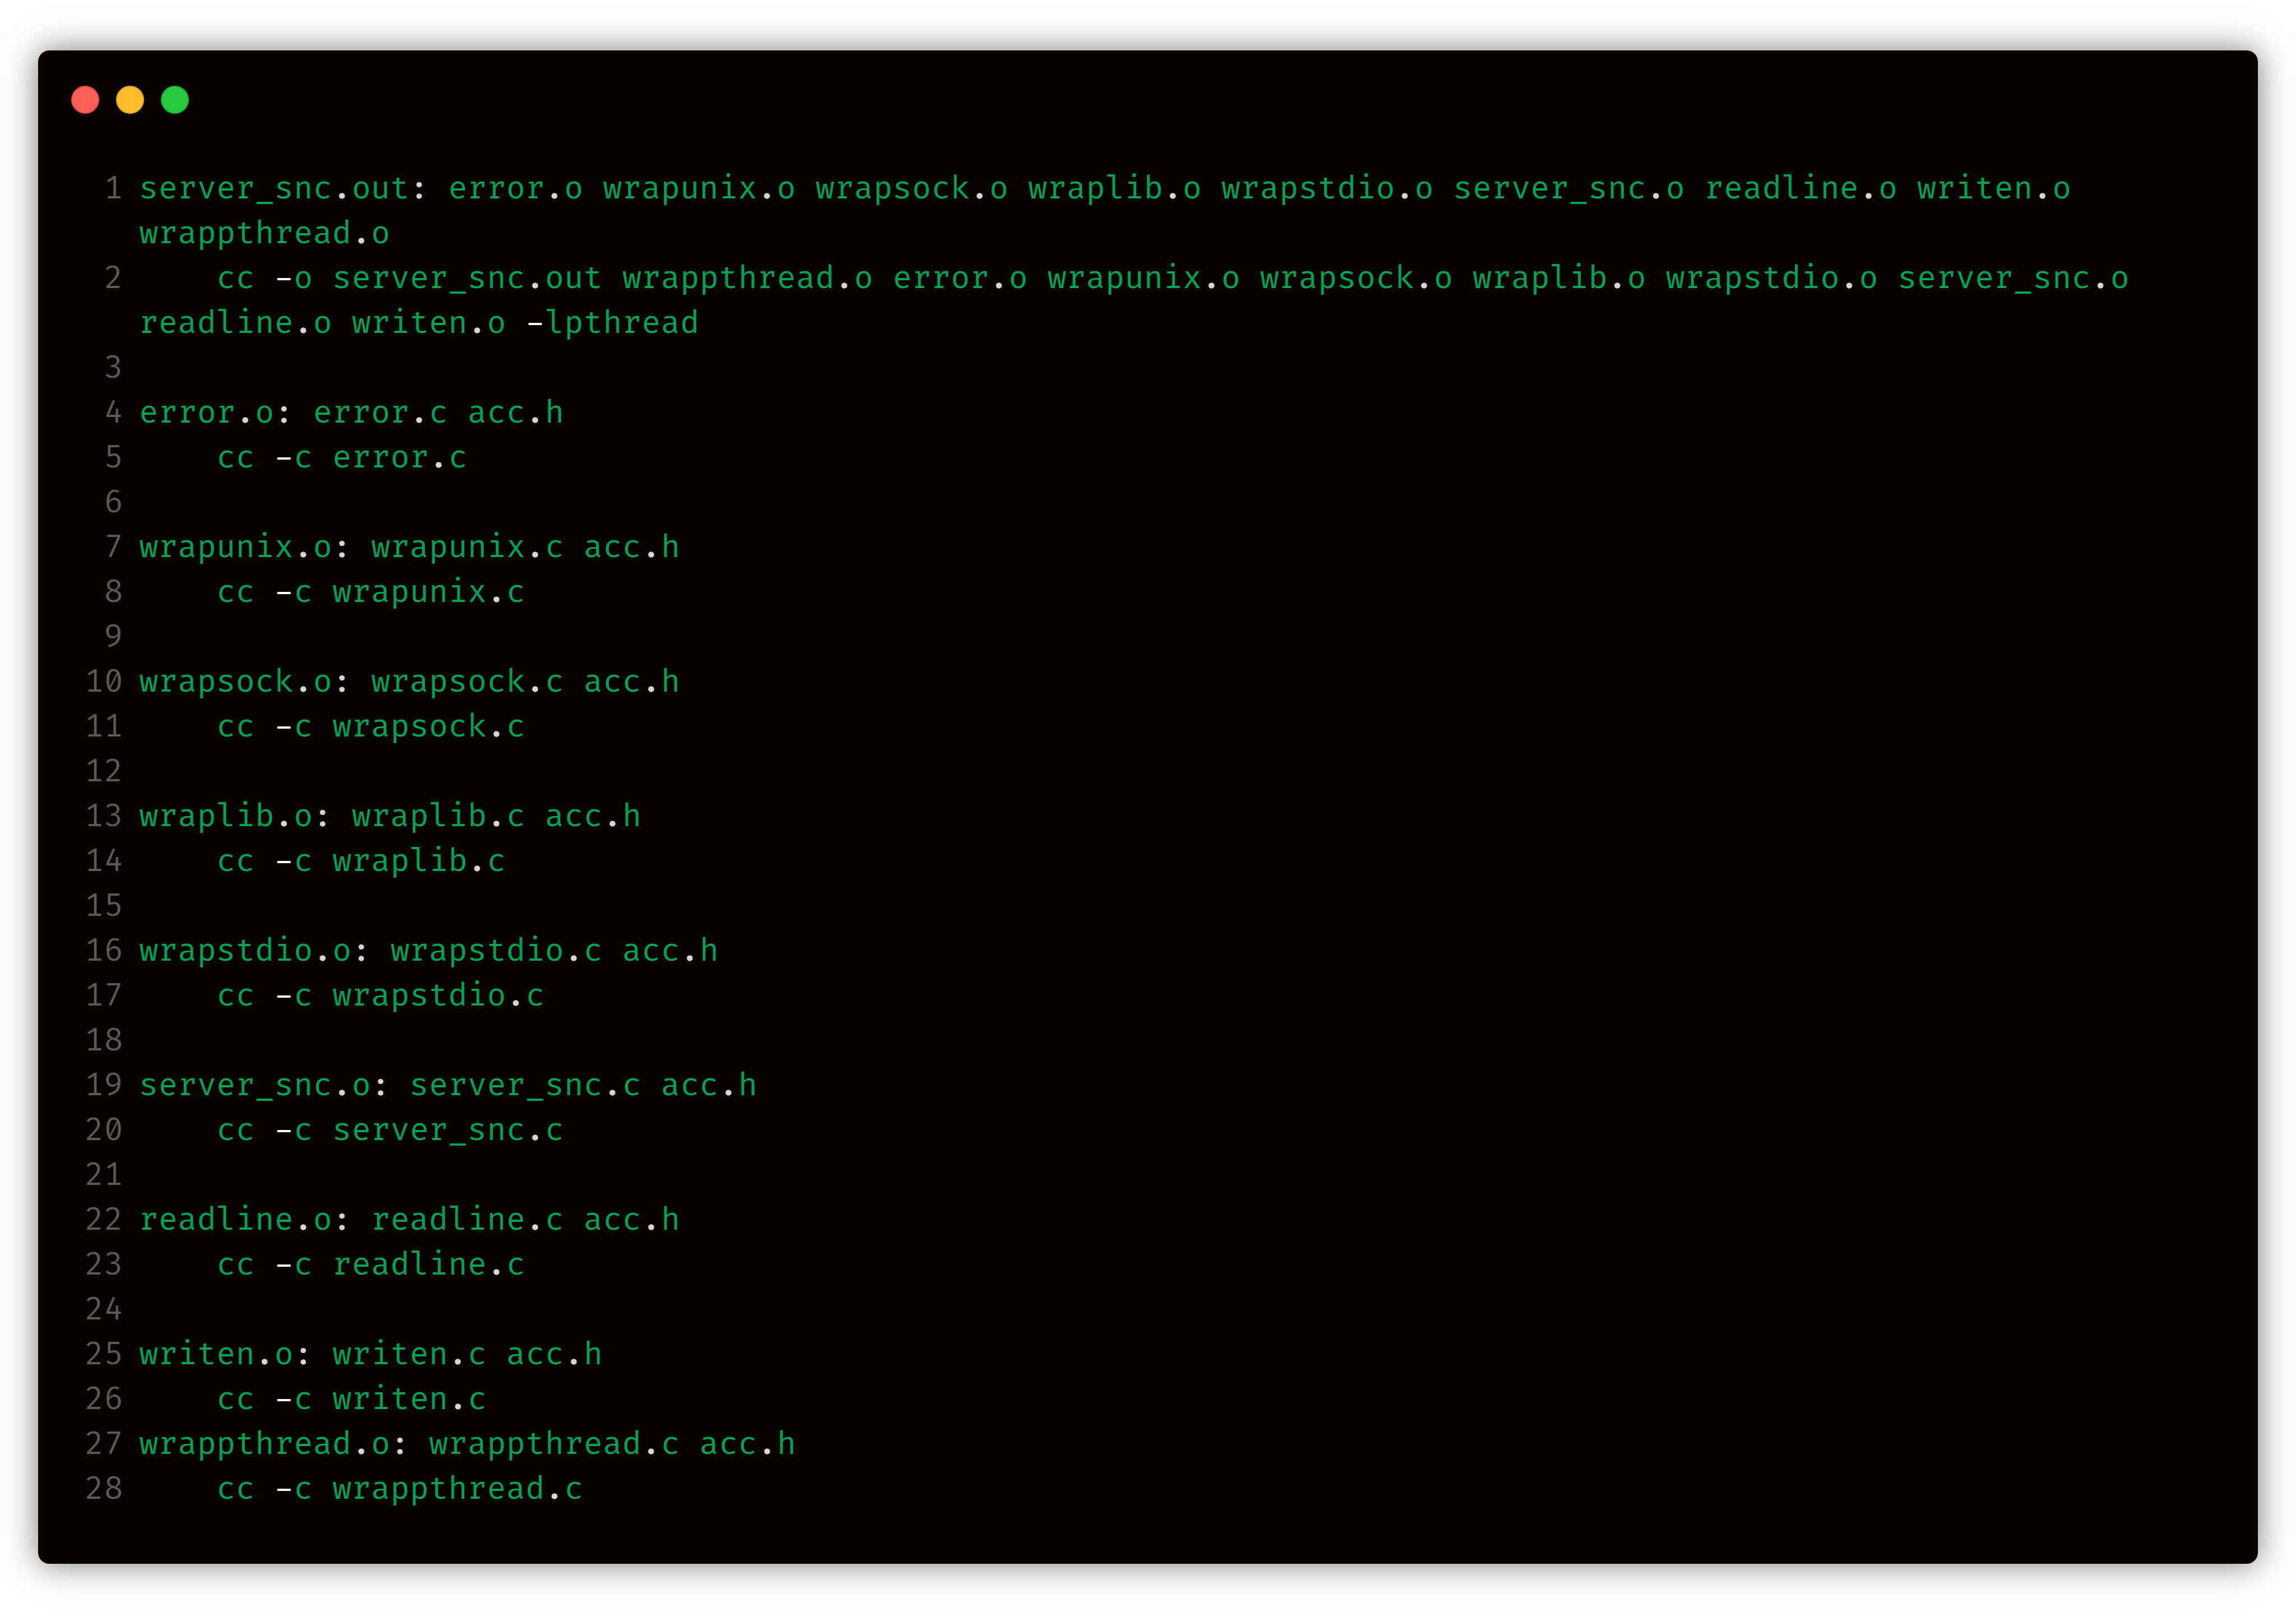 1 server_snc.out: error.o wrapunix.o wrapsock.o wraplib.o wrapstdio.o server_snc.o readline.o writen.o
wrappthread.o
2     cc -o server_snc.out wrappthread.o error.o wrapunix.o wrapsock.o wraplib.o wrapstdio.o server_snc.o
readline.o writen.o -lpthread
3
4 error.o: error.c acc.h
5     cc -c error.c
6
7 wrapunix.o: wrapunix.c acc.h
8     cc -c wrapunix.c
9
10 wrapsock.o: wrapsock.c acc.h
11     cc -c wrapsock.c
12
13 wraplib.o: wraplib.c acc.h
14     cc -c wraplib.c
15
16 wrapstdio.o: wrapstdio.c acc.h
17     cc -c wrapstdio.c
18
19 server_snc.o: server_snc.c acc.h
20     cc -c server_snc.c
21
22 readline.o: readline.c acc.h
23     cc -c readline.c
24
25 writen.o: writen.c acc.h
26     cc -c writen.c
27 wrappthread.o: wrappthread.c acc.h
28     cc -c wrappthread.c